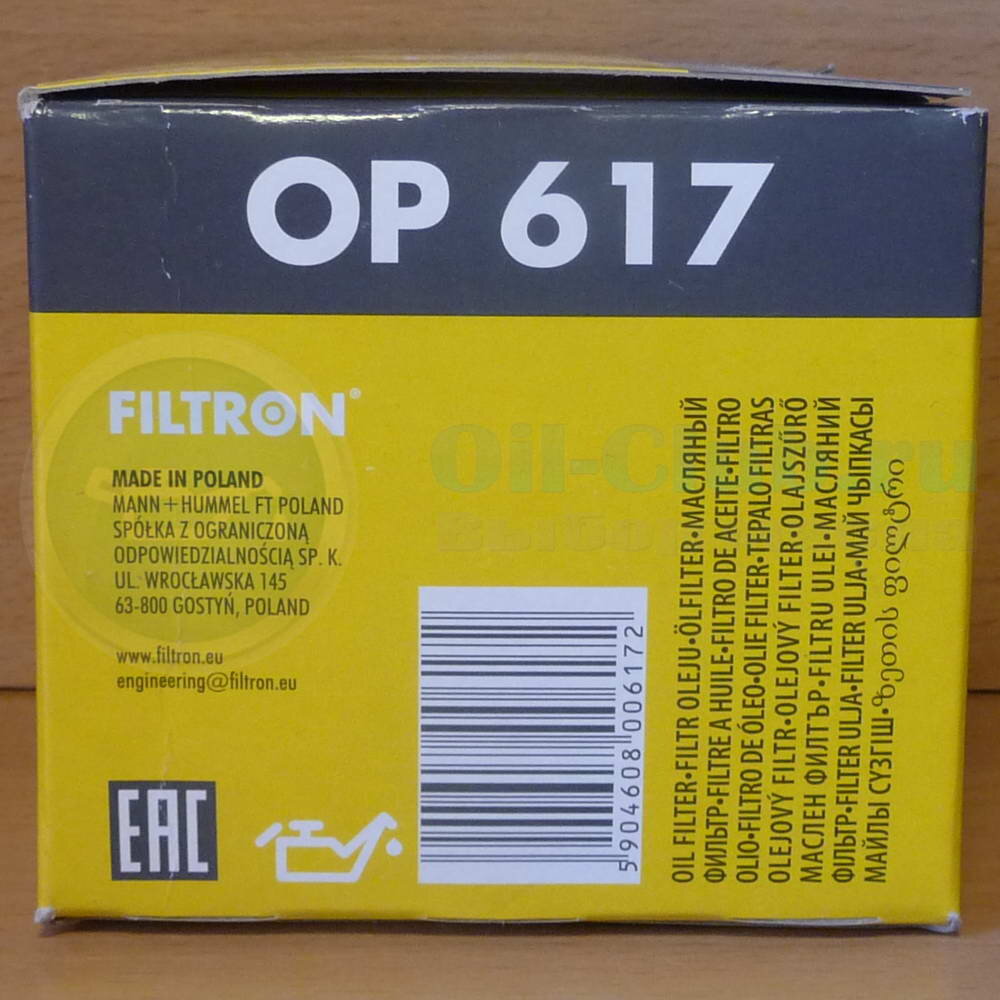 OP 617
FILTRON®
MADE IN POLAND
MANN+HUMMEL FT POLAND
SPÓŁKA Z OGRANICZONĄ
ODPOWIEDZIALNOŚCIĄ SP. K.
UL. WROCŁAWSKA 145
63-800 GOSTYŃ, POLAND
www.filtron.eu
engineering@filtron.eu
EAC
5904608 006172
OIL FILTER•FILTR OLEJU•ÖLFILTER•МАСЛЯНЫЙ
ФИЛЬТР•FILTRE A HUILE•FILTRO DE ACEITE•FILTRO
OLIO•FILTRO DE ÓLEO•OLIE FILTER•TEPALO FILTRAS
OLEJOVÝ FILTR•OLEJOVÝ FILTER•OLAJSZŰRŐ
МАСЛЕН ФИЛТЪР•FILTRU ULEI•МАСЛЯНИЙ
ФІЛЬТР•FILTER ULJA•FILTER ULJA•МАЙ ЧЫПКАСЫ
МАЙЛЫ СҮЗГІШ•ზეთის ფილტრი